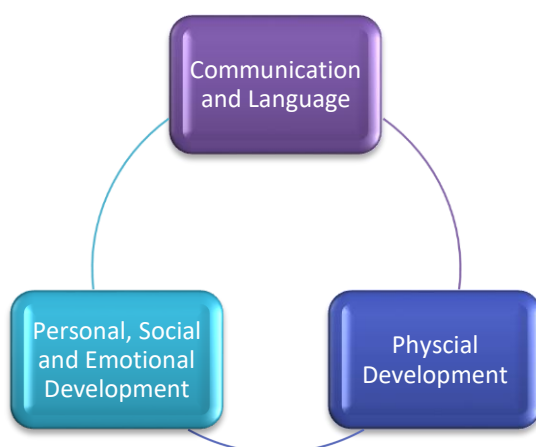 Communication
and Language
Personal, Social
and Emotional
Development
Physcial
Development